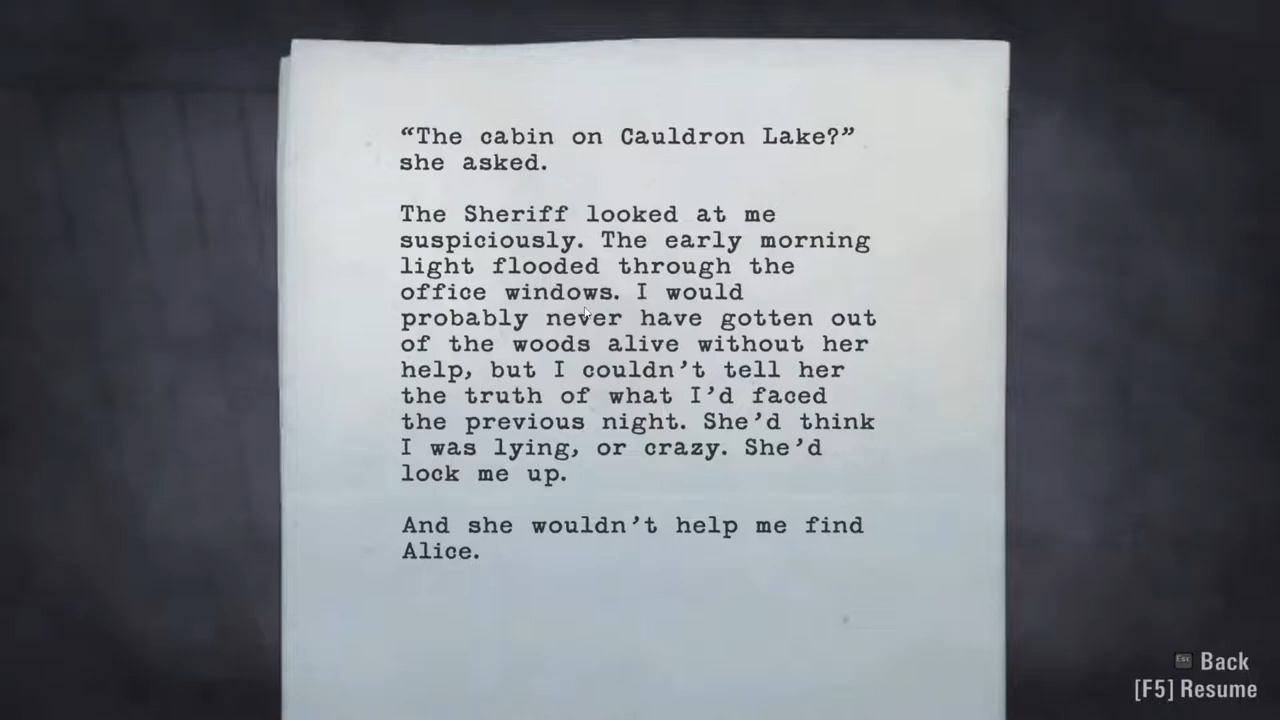 “The cabin on Cauldron Lake?”
she asked.
The Sheriff looked at me
suspiciously. The early morning
light flooded through the
office windows. I would
probably never have gotten out
of the woods alive without her
help, but I couldn’t tell her
the truth of what I’d faced
the previous night. She’d think
I was lying, or crazy. She’d
lock me up.
And she wouldn’t help me find
Alice.
Esc Back
[F5] Resume